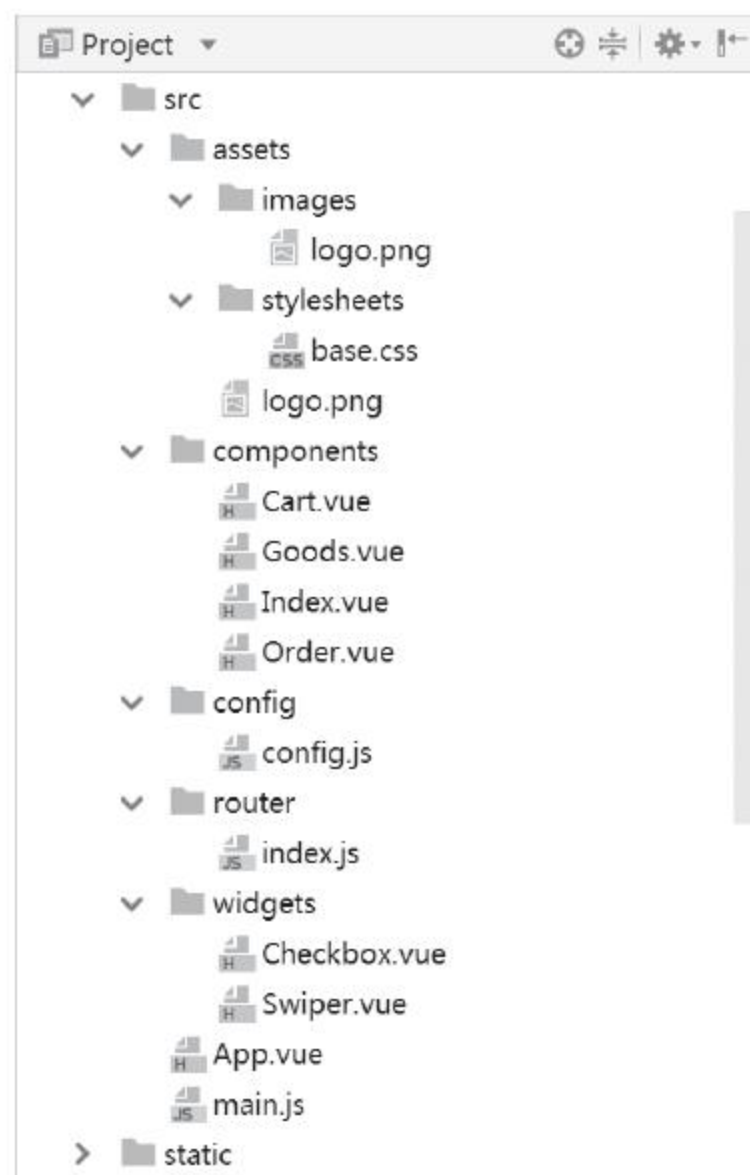 Project
src
assets
images
logo.png
stylesheets
base.css
logo.png
components
Cart.vue
Goods.vue
Index.vue
Order.vue
config
config.js
router
index.js
widgets
Checkbox.vue
Swiper.vue
App.vue
main.js
static